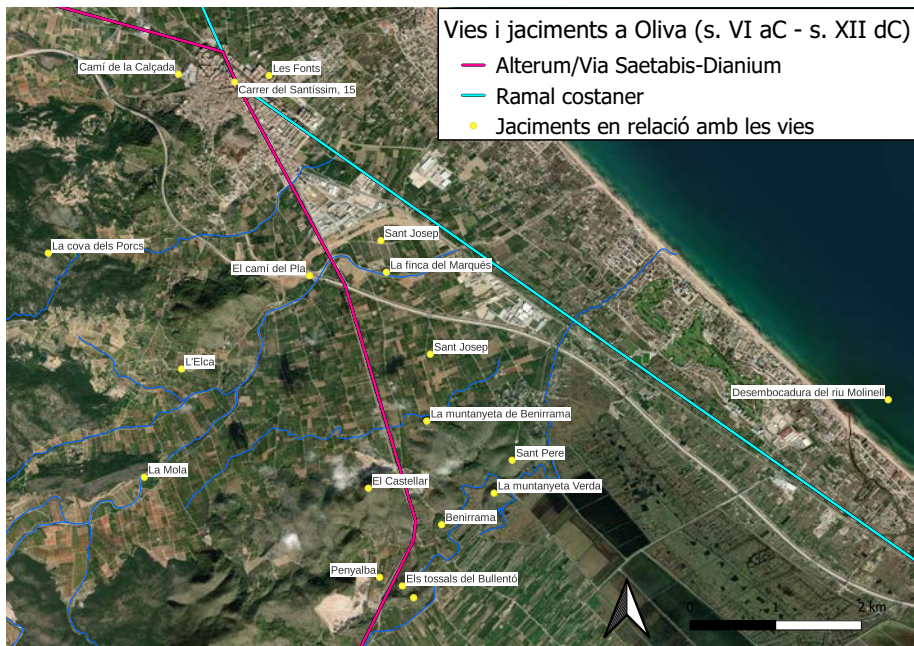 Vies i jaciments a Oliva (s. VI aC - s. XII dC)
Alterum/Via Saetabis-Dianium
Ramal costaner
Jaciments en relació amb les vies
Camí de la Calçada
Les Fonts
Carrer del Santíssim, 15
La cova dels Porcs
Sant Josep
El camí del Pla
La finca del Marqués
L'Elca
Sant Josep
Desembocadura del riu Molinell
La muntanyeta de Benirrama
La Mola
Sant Pere
El Castellar
La muntanyeta Verda
Benirrama
Penyalba
Els tossals del Bullentó
0 1 2 km